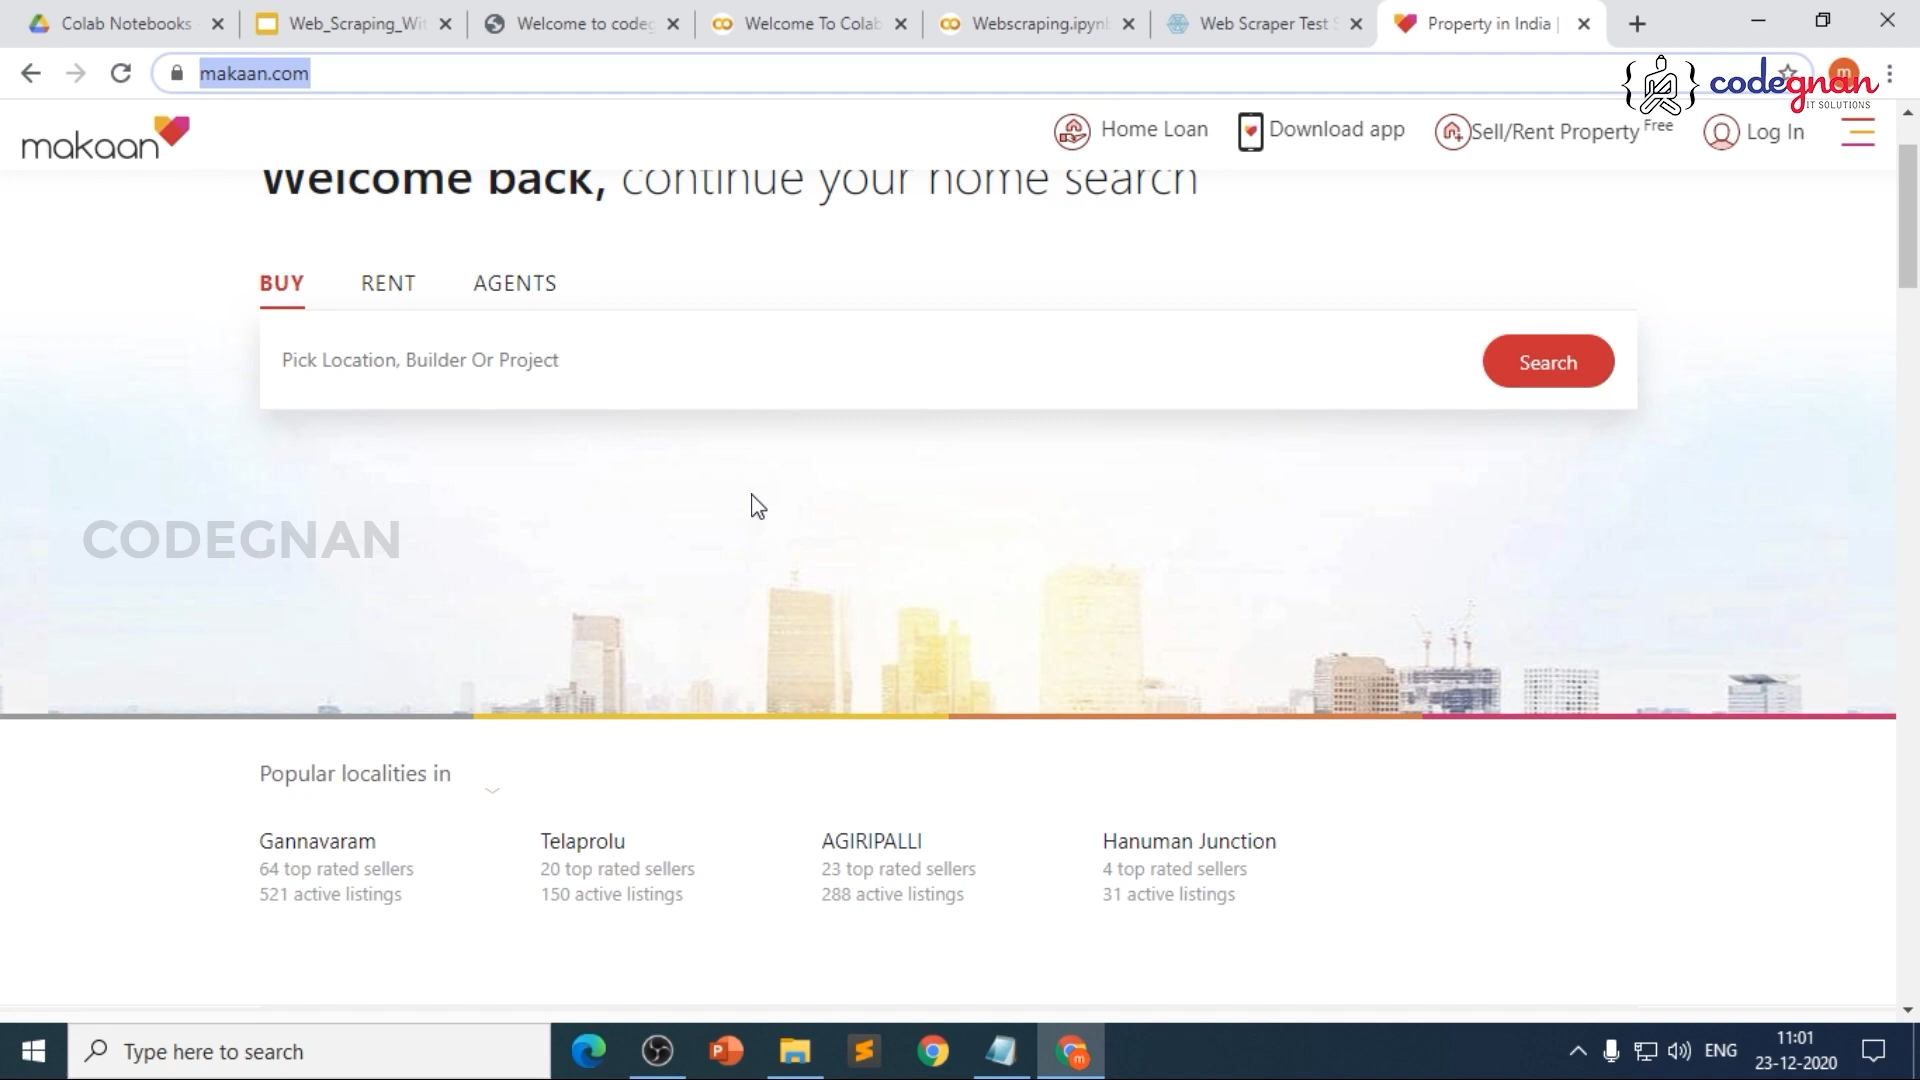 Colab Notebooks
Web_Scraping_Wit
Welcome to codeg
Welcome To Colab
Webscraping.ipynb
Web Scraper Test S
Property in India |
makaan.com
m
codegnan
IT SOLUTIONS
makaan
Home Loan
Download app
Sell/Rent Property Free
Log In
Welcome back, continue your home search
BUY
RENT
AGENTS
Pick Location, Builder Or Project
Search
CODEGNAN
Popular localities in
Gannavaram
64 top rated sellers
521 active listings
Telaprolu
20 top rated sellers
150 active listings
AGIRIPALLI
23 top rated sellers
288 active listings
Hanuman Junction
4 top rated sellers
31 active listings
Type here to search
ENG
11:01
23-12-2020